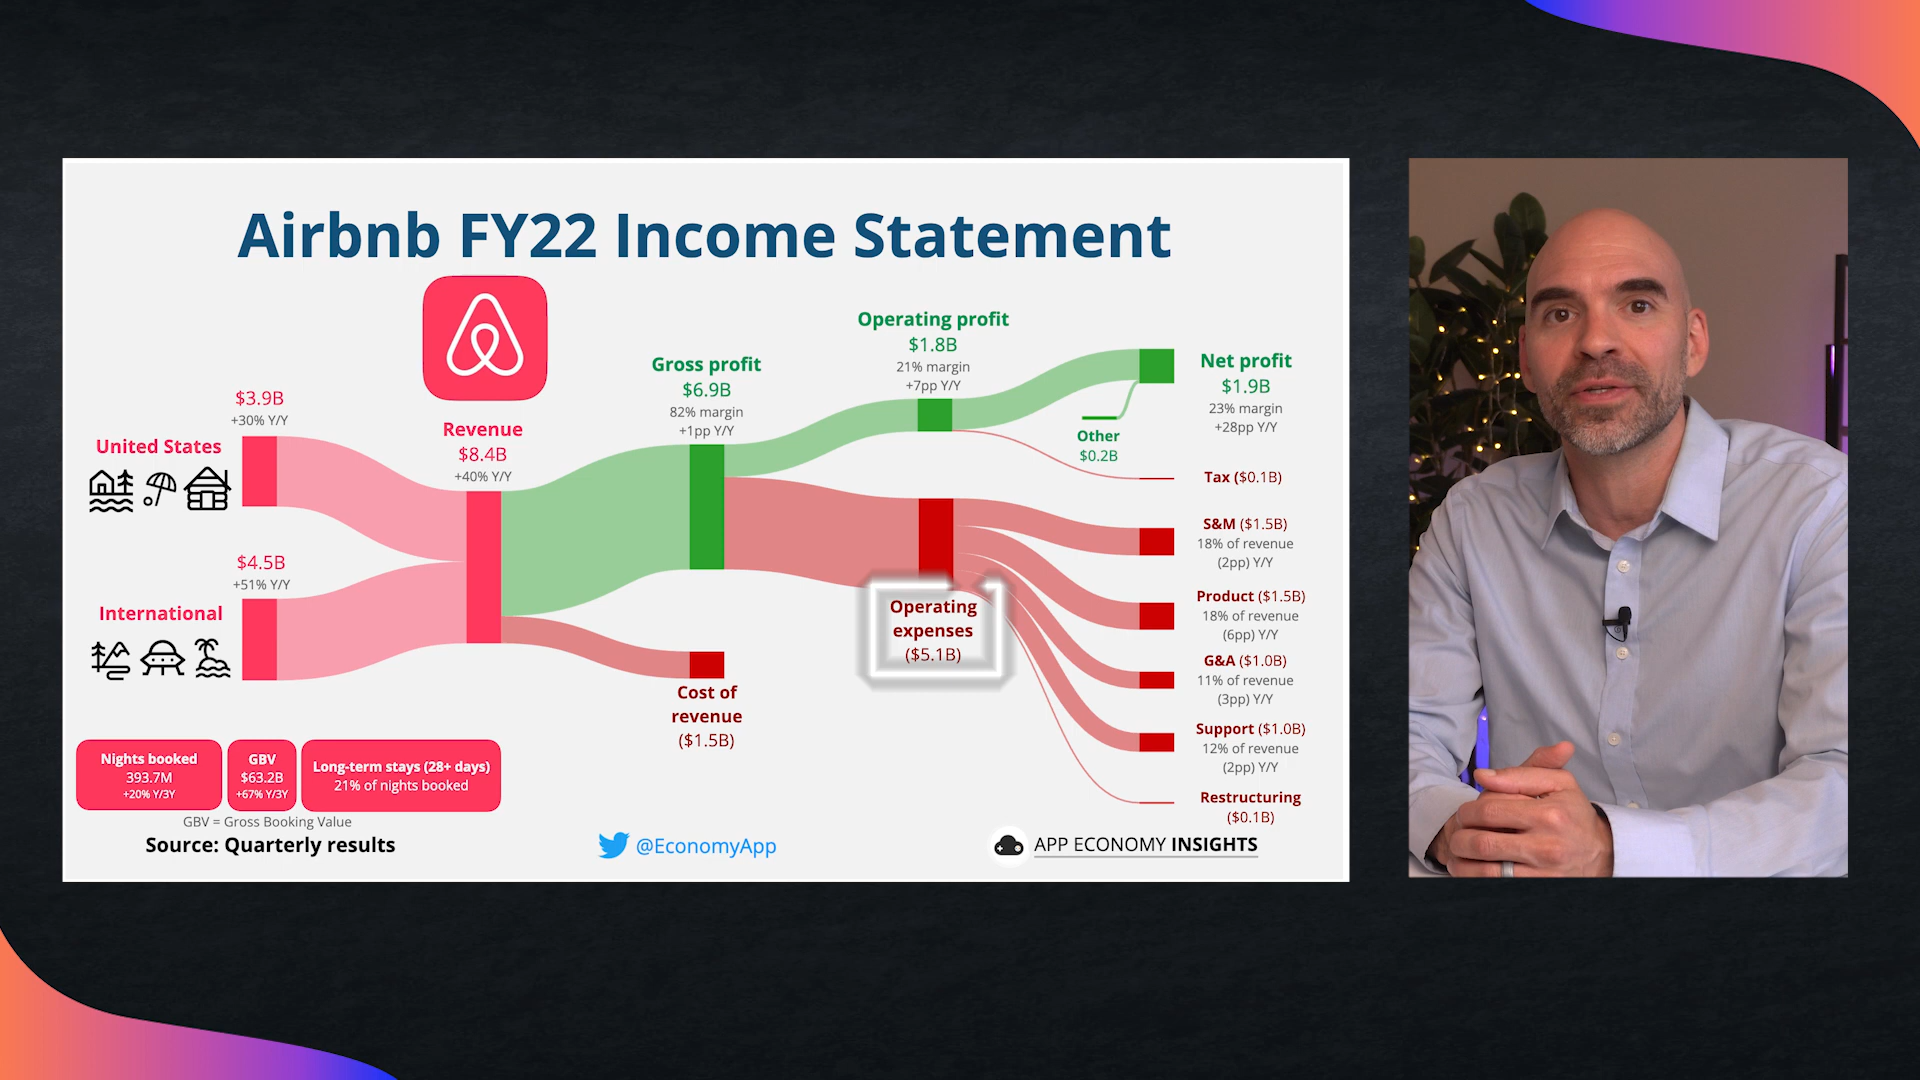 Airbnb FY22 Income Statement
$3.9B
+30% Y/Y
United States
$4.5B
+51% Y/Y
International
Revenue
$8.4B
+40% Y/Y
Gross profit
$6.9B
82% margin
+1pp Y/Y
Cost of
revenue
($1.5B)
Operating profit
$1.8B
21% margin
+7pp Y/Y
Operating
expenses
($5.1B)
Net profit
$1.9B
23% margin
+28pp Y/Y
Other
$0.2B
Tax ($0.1B)
S&M ($1.5B)
18% of revenue
(2pp) Y/Y
Product ($1.5B)
18% of revenue
(6pp) Y/Y
G&A ($1.0B)
11% of revenue
(3pp) Y/Y
Support ($1.0B)
12% of revenue
(2pp) Y/Y
Restructuring
($0.1B)
Nights booked
393.7M
+20% Y/3Y
GBV
$63.2B
+67% Y/3Y
Long-term stays (28+ days)
21% of nights booked
GBV = Gross Booking Value
Source: Quarterly results
@EconomyApp
APP ECONOMY INSIGHTS